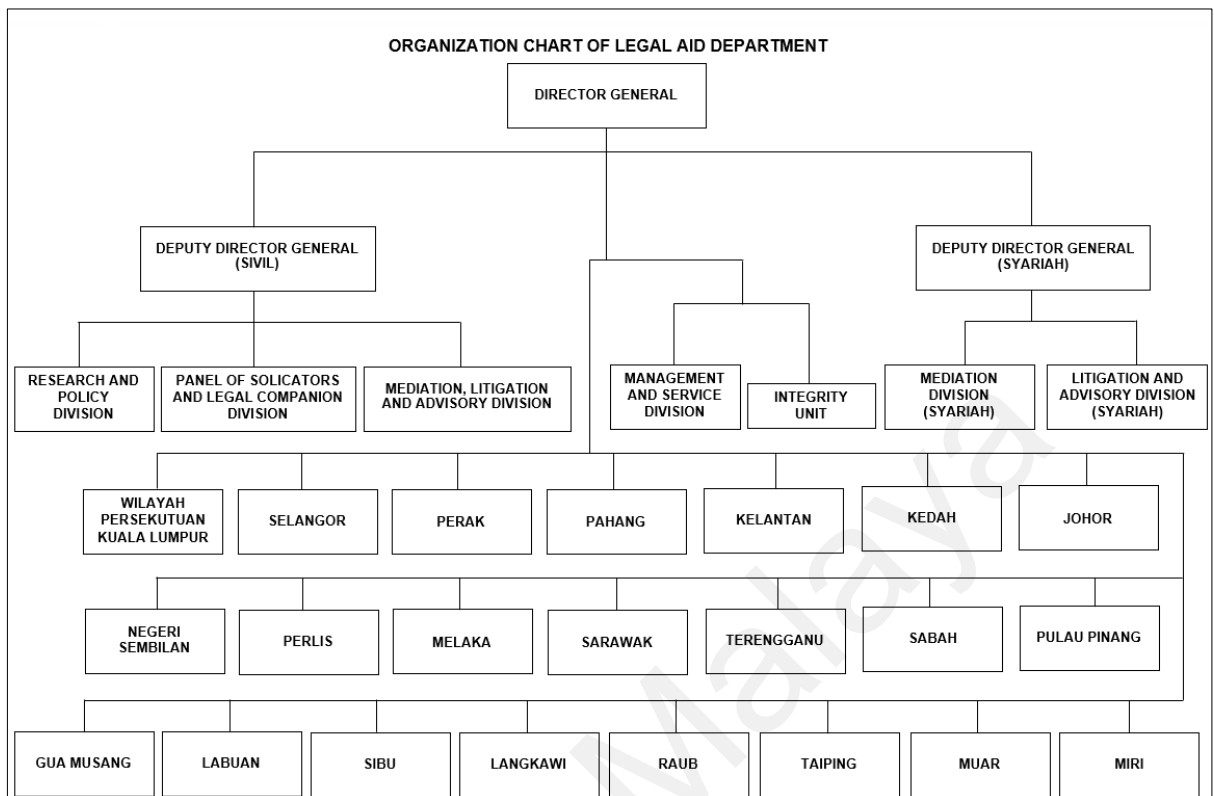 ORGANIZATION CHART OF LEGAL AID DEPARTMENT
DIRECTOR GENERAL
DEPUTY DIRECTOR GENERAL
(SIVIL)
DEPUTY DIRECTOR GENERAL
(SYARIAH)
RESEARCH AND
POLICY
DIVISION
PANEL OF SOLICATORS
AND LEGAL COMPANION
DIVISION
MEDIATION, LITIGATION
AND ADVISORY DIVISION
MANAGEMENT
AND SERVICE
DIVISION
INTEGRITY
UNIT
MEDIATION
DIVISION
(SYARIAH)
LITIGATION AND
ADVISORY DIVISION
(SYARIAH)
WILAYAH
PERSEKUTUAN
KUALA LUMPUR
SELANGOR
PERAK
PAHANG
KELANTAN
KEDAH
JOHOR
NEGERI
SEMBILAN
PERLIS
MELAKA
SARAWAK
TERENGGANU
SABAH
PULAU PINANG
GUA MUSANG
LABUAN
SIBU
LANGKAWI
RAUB
TAIPING
MUAR
MIRI
Malaya